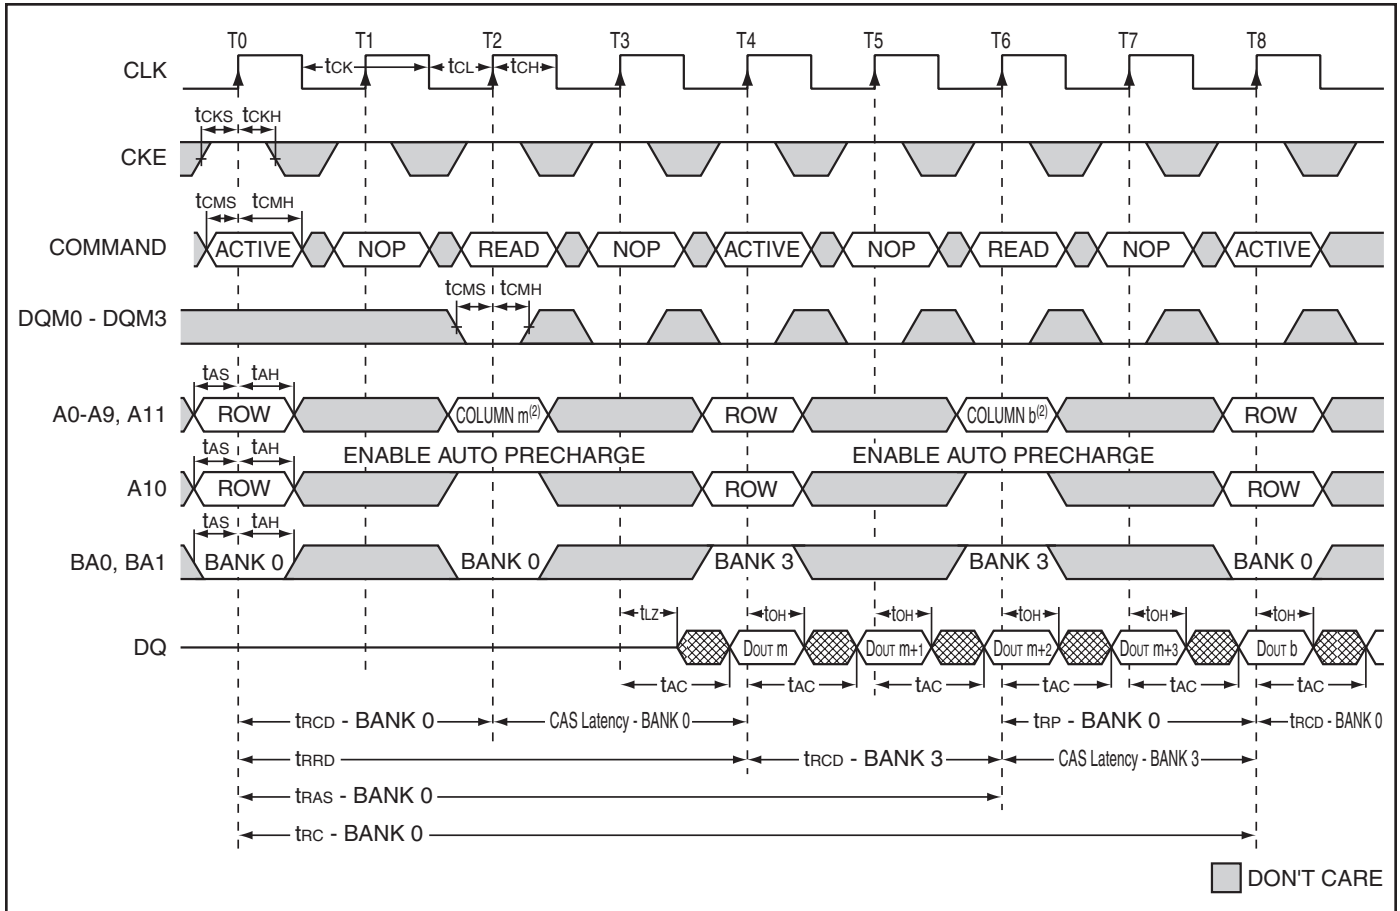 T0 T1 T2 T3 T4 T5 T6 T7 T8
CLK tCK tCL tCH
tCKS tCKH
CKE
tCMS tCMH
COMMAND ACTIVE NOP READ NOP ACTIVE NOP READ NOP ACTIVE
tCMS tCMH
DQM0 - DQM3
tAS tAH
A0-A9, A11 ROW COLUMN m(2) ROW COLUMN b(2) ROW
tAS tAH ENABLE AUTO PRECHARGE ENABLE AUTO PRECHARGE
A10 ROW ROW ROW
tAS tAH
BA0, BA1 BANK 0 BANK 0 BANK 3 BANK 3 BANK 0
tLZ tOH tOH tOH tOH tOH
DQ DOUT m DOUT m+1 DOUT m+2 DOUT m+3 DOUT b
tAC tAC tAC tAC tAC tAC
tRCD - BANK 0 CAS Latency - BANK 0 tRP - BANK 0 tRCD - BANK 0
tRRD tRCD - BANK 3 CAS Latency - BANK 3
tRAS - BANK 0
tRC - BANK 0
DON'T CARE